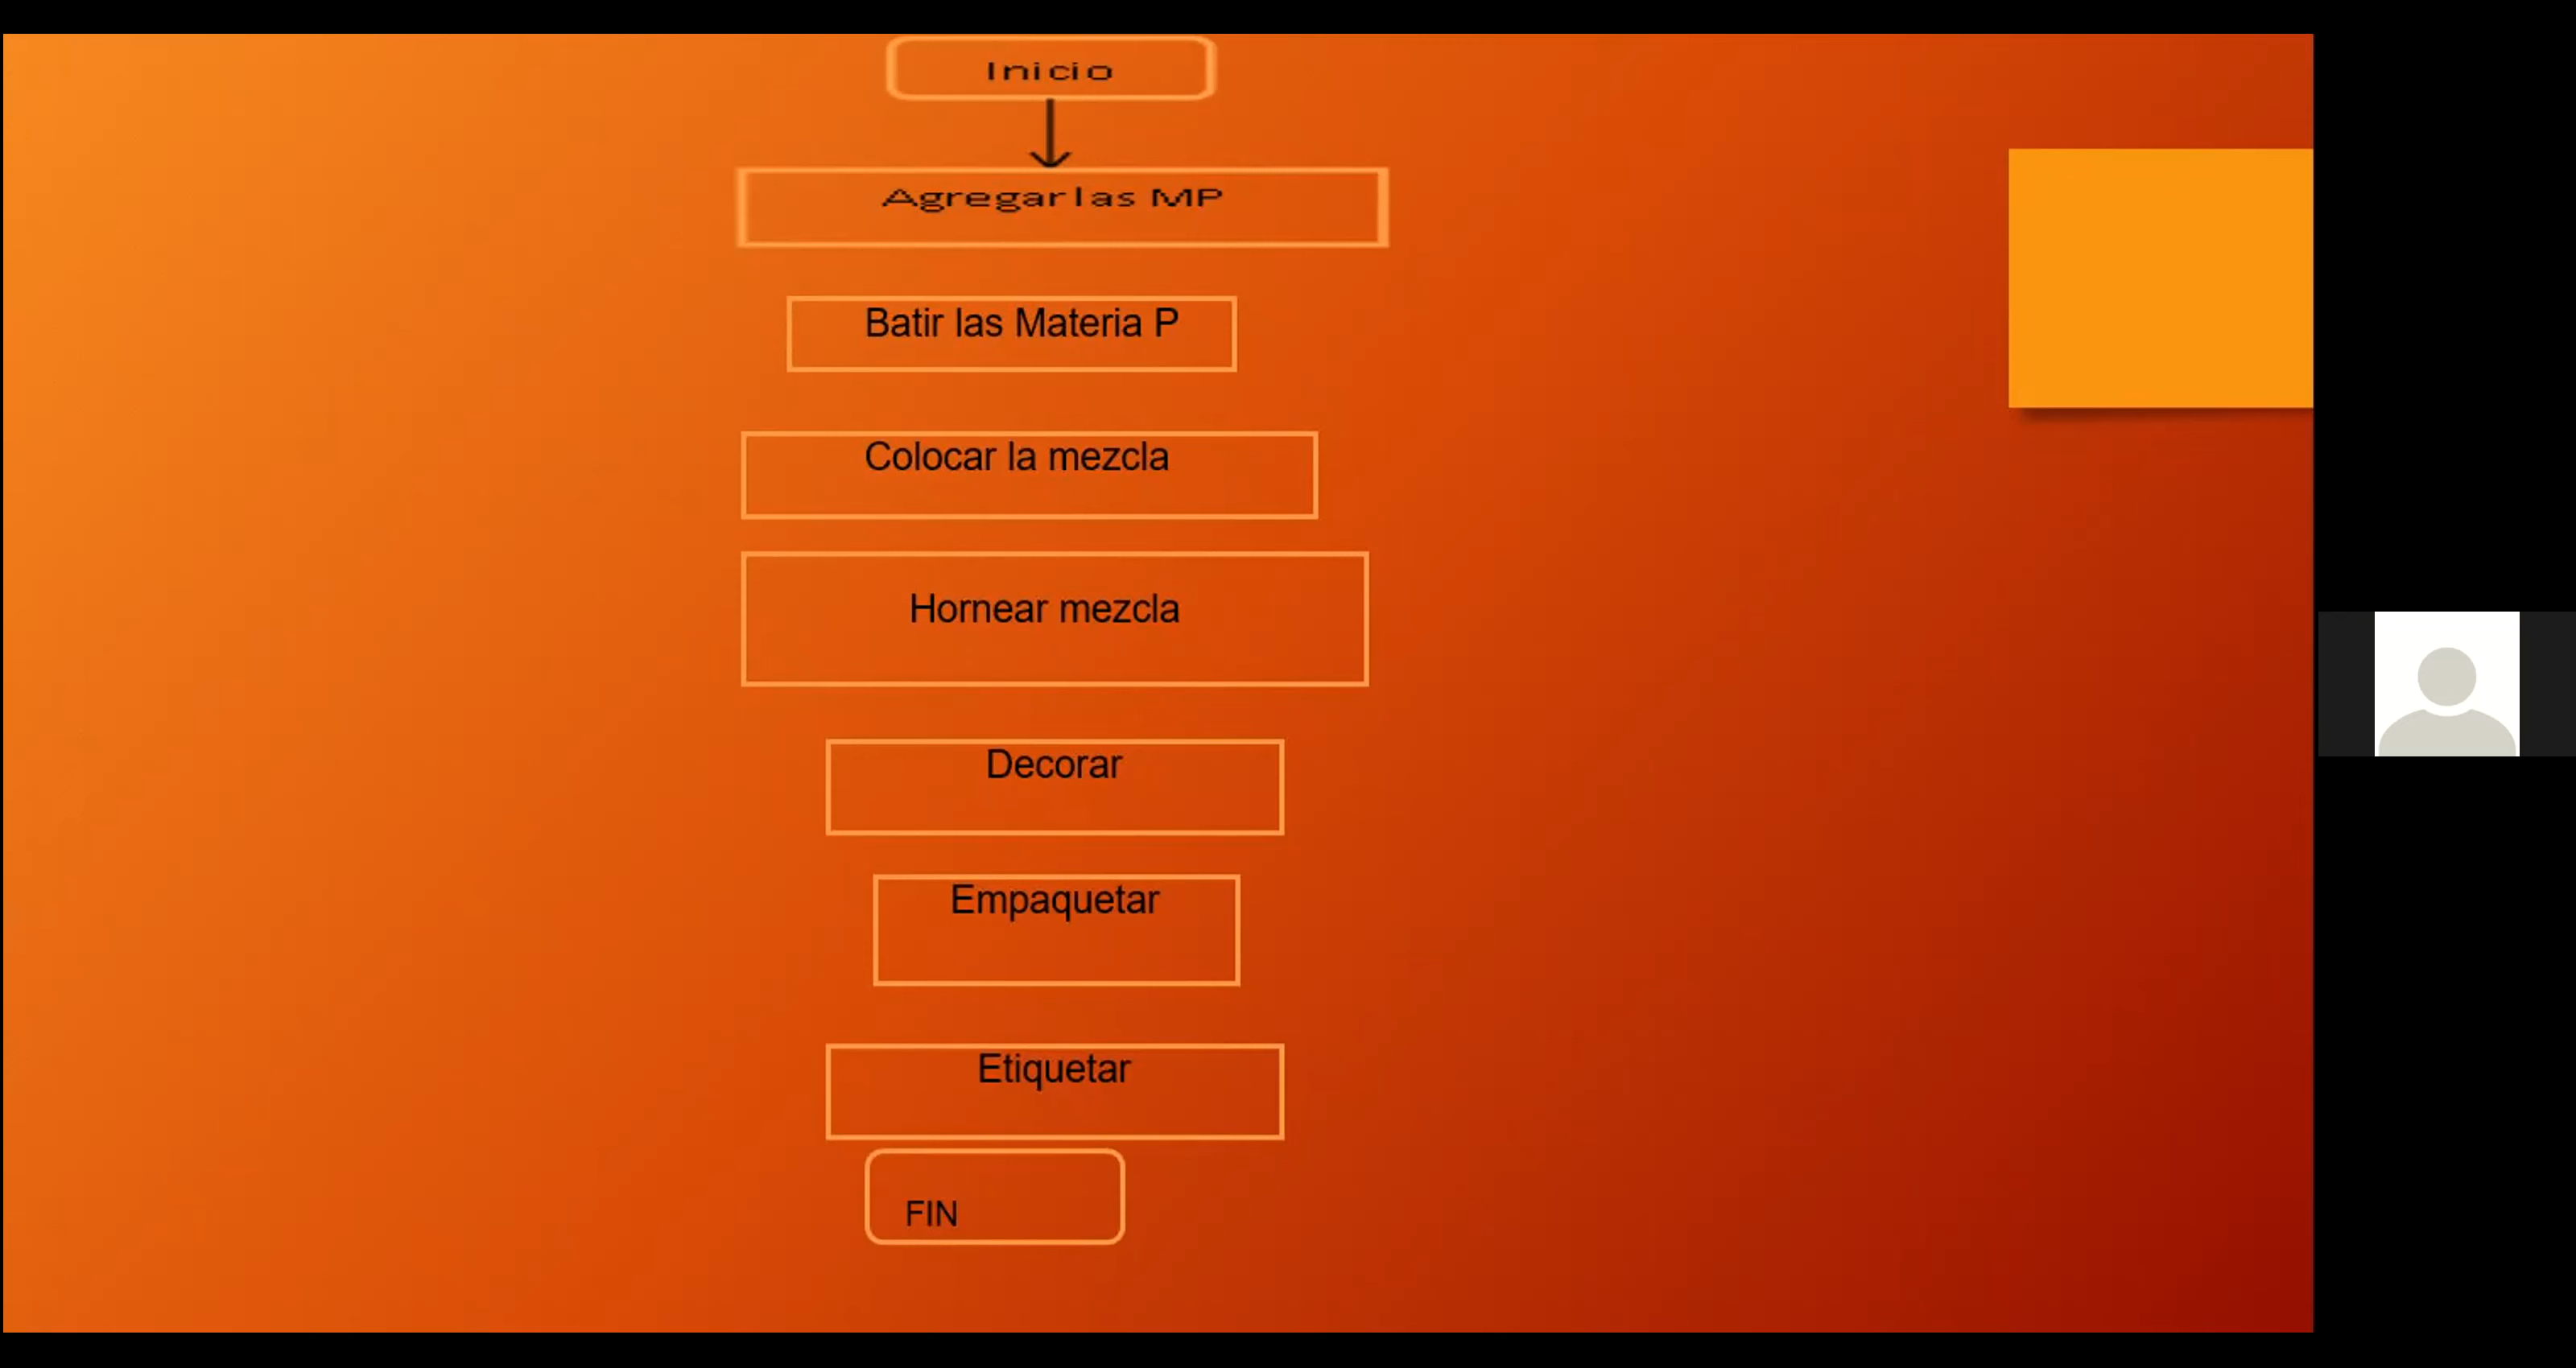 Inicio
Agregar las MP
Batir las Materia P
Colocar la mezcla
Hornear mezcla
Decorar
Empaquetar
Etiquetar
FIN